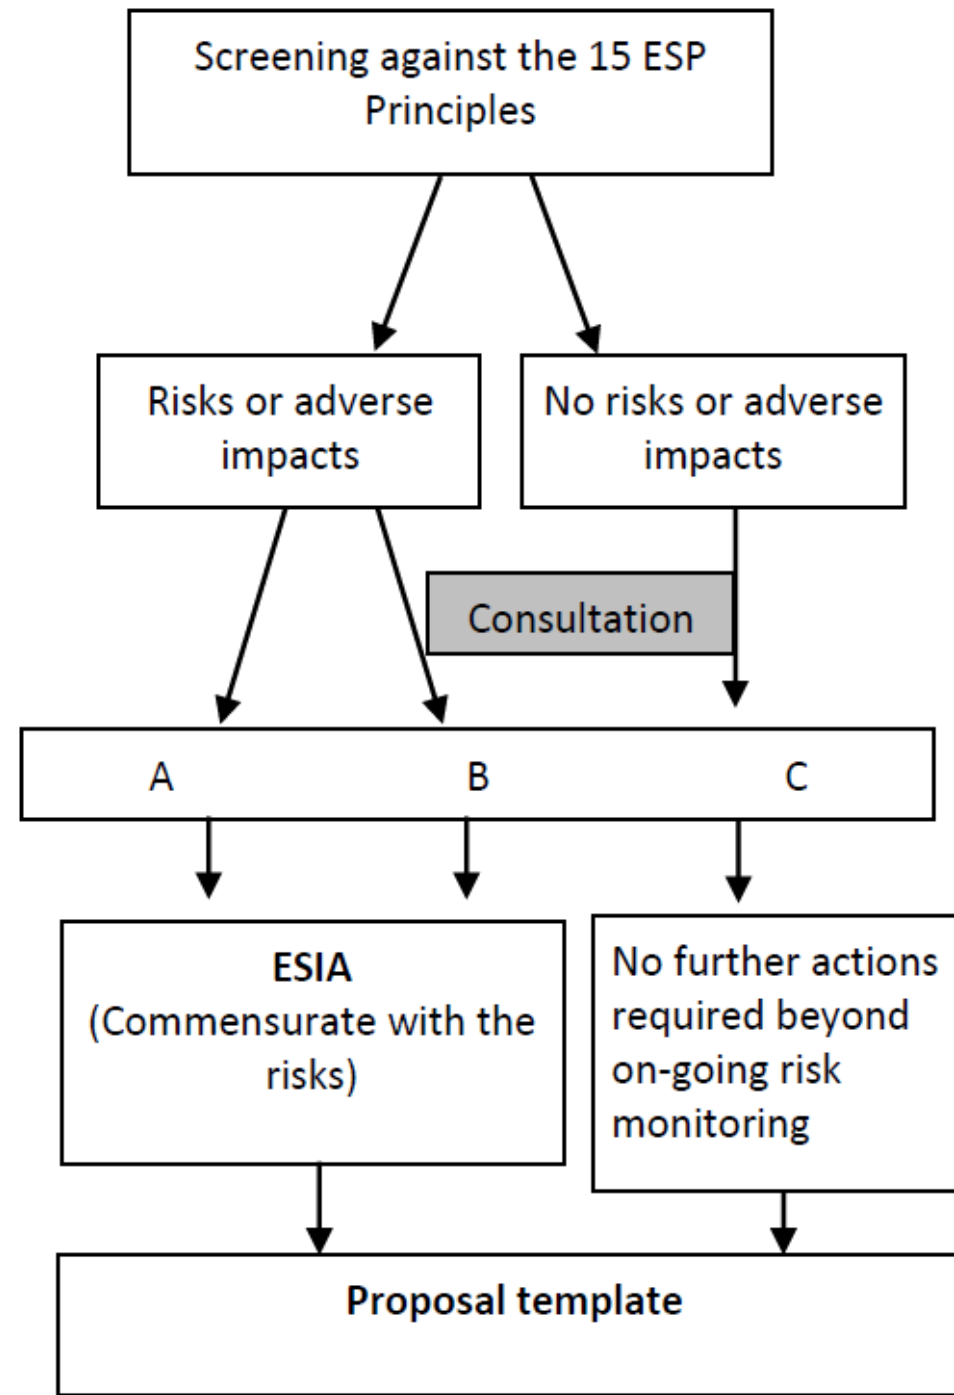 Screening against the 15 ESP
Principles
Risks or adverse
impacts
No risks or adverse
impacts
Consultation
A
B
C
ESIA
(Commensurate with the
risks)
No further actions
required beyond
on-going risk
monitoring
Proposal template